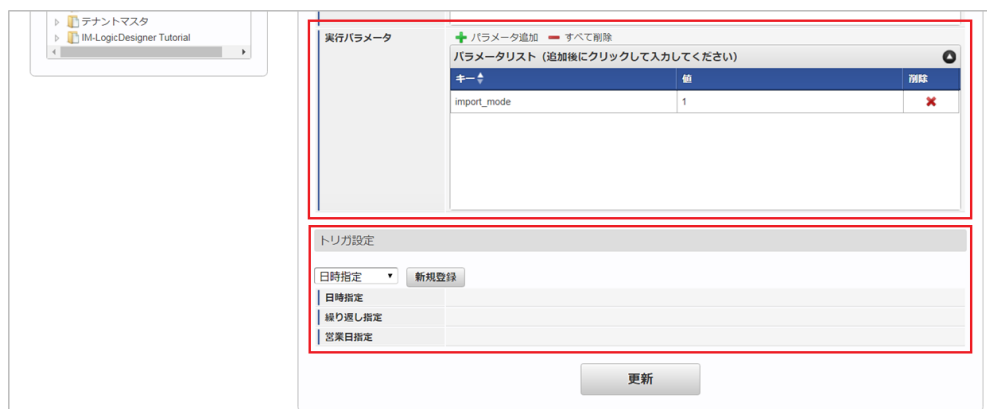 テナントマスタ
IM-LogicDesigner Tutorial
実行パラメータ
パラメータ追加 すべて削除
パラメータリスト（追加後にクリックして入力してください）
キー 値 削除
import_mode 1
トリガ設定
日時指定 新規登録
日時指定
繰り返し指定
営業日指定
更新